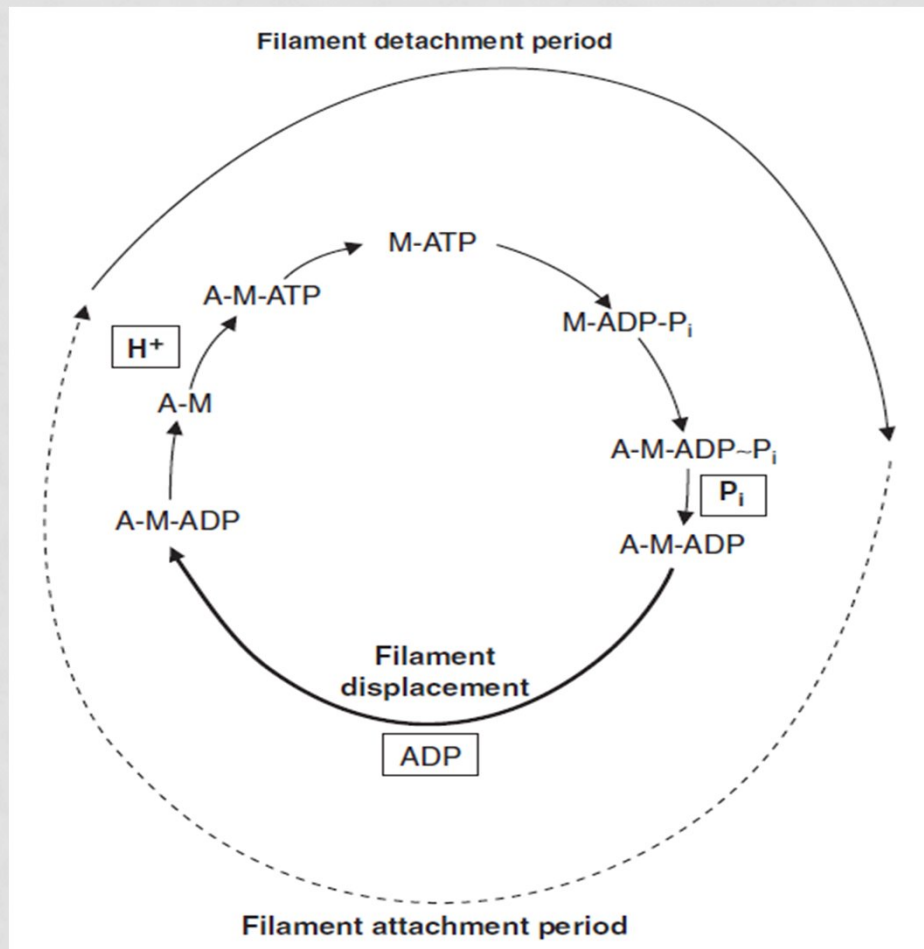 Filament detachment period
M-ATP
A-M-ATP
M-ADP-Pi
H+
A-M
A-M-ADP~Pi
Pi
A-M-ADP
A-M-ADP
Filament
displacement
ADP
Filament attachment period